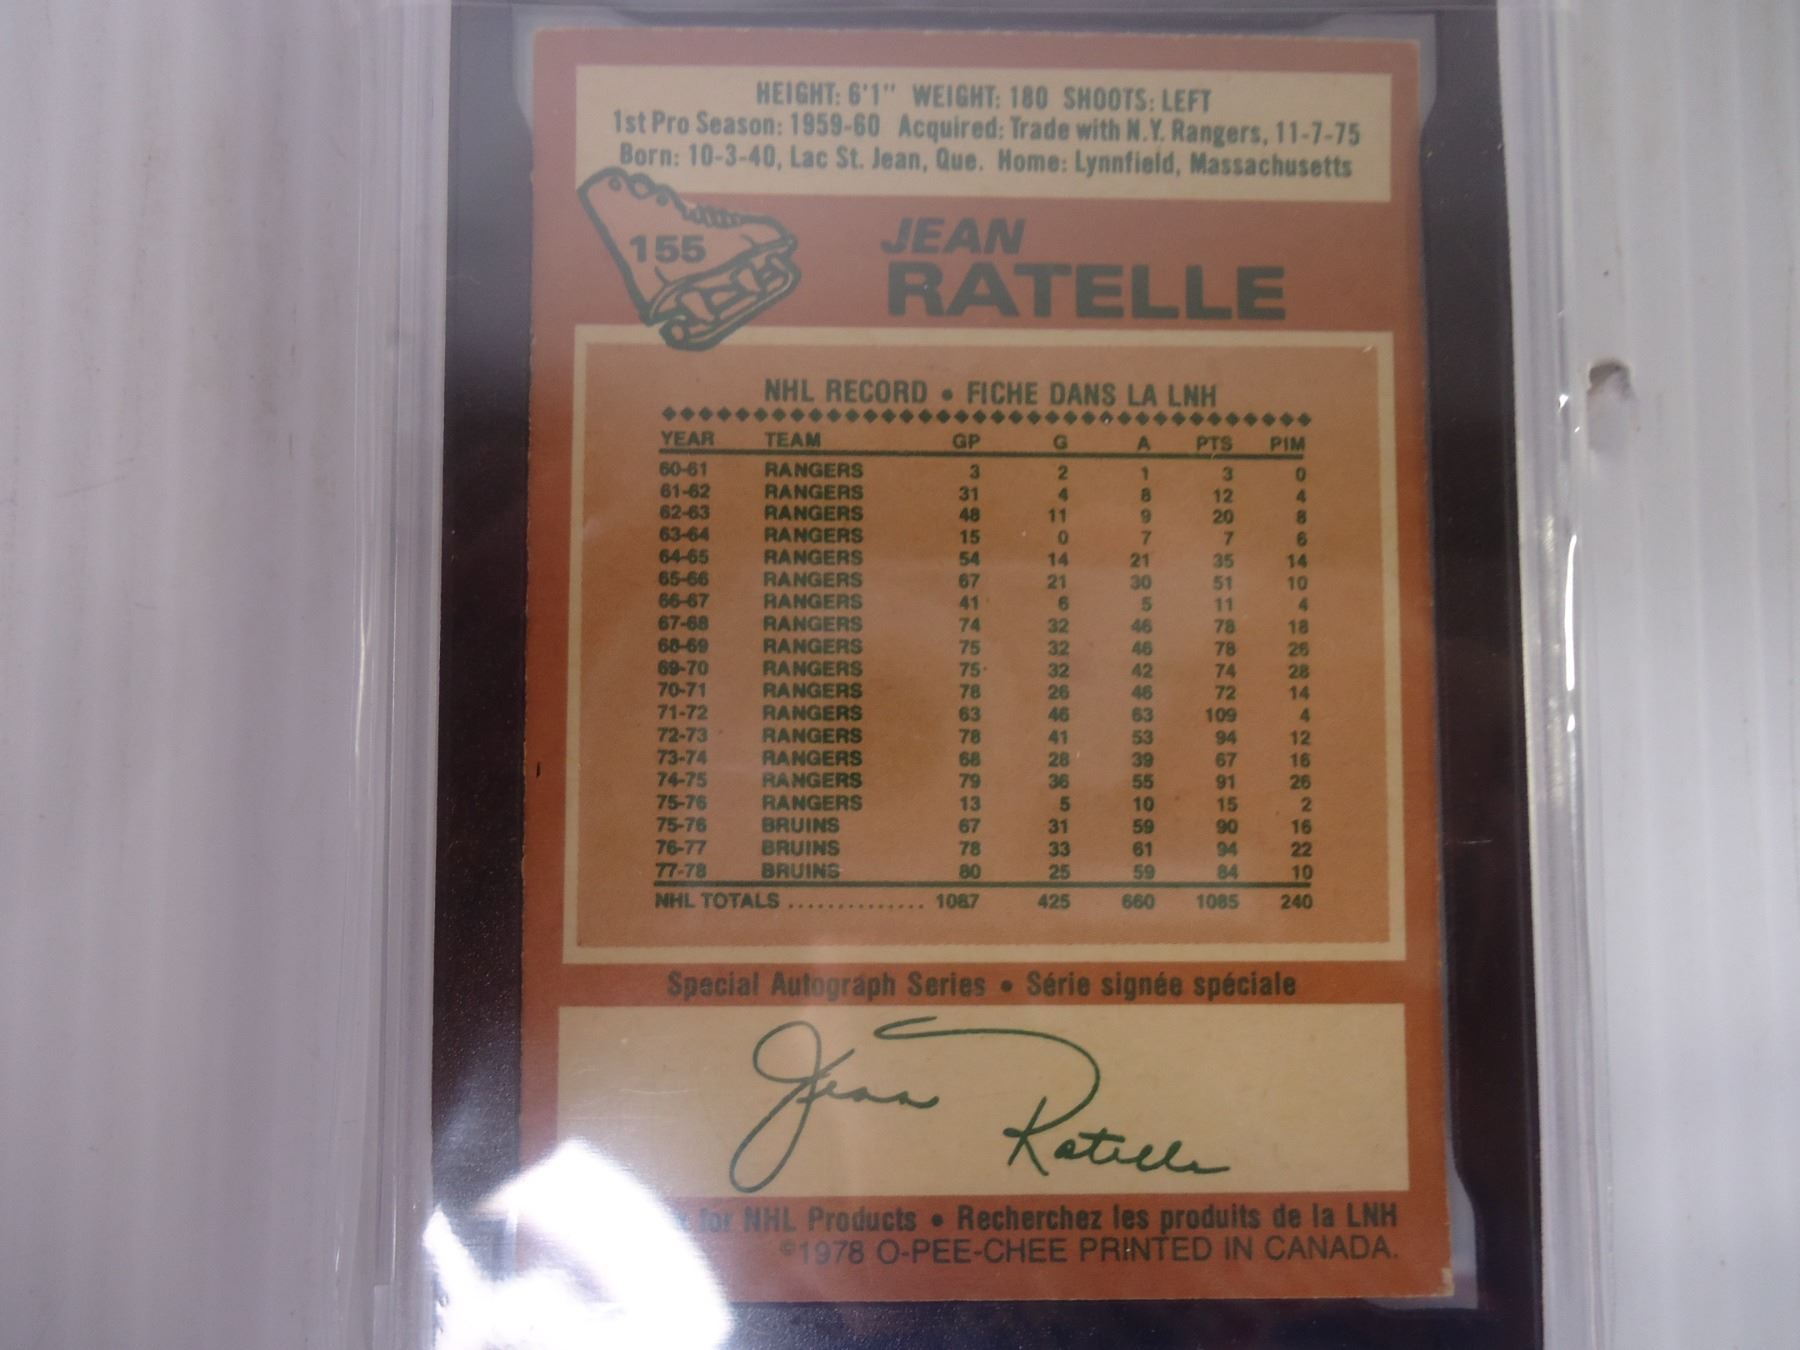 HEIGHT: 6'1" WEIGHT: 180 SHOOTS: LEFT
1st Pro Season: 1959-60 Acquired: Trade with N.Y. Rangers, 11-7-75
Born: 10-3-40, Lac St. Jean, Que. Home: Lynnfield, Massachusetts
155
JEAN
RATELLE
NHL RECORD • FICHE DANS LA LNH
YEAR TEAM GP G A PTS PIM
60-61 RANGERS 3 2 1 3 0
61-62 RANGERS 31 4 8 12 4
62-63 RANGERS 48 11 9 20 8
63-64 RANGERS 15 0 7 7 6
64-65 RANGERS 54 14 21 35 14
65-66 RANGERS 67 21 30 51 10
66-67 RANGERS 41 6 5 11 4
67-68 RANGERS 74 32 46 78 18
68-69 RANGERS 75 32 46 78 26
69-70 RANGERS 75 32 42 74 28
70-71 RANGERS 78 26 46 72 14
71-72 RANGERS 63 46 63 109 4
72-73 RANGERS 78 41 53 94 12
73-74 RANGERS 68 28 39 67 16
74-75 RANGERS 79 36 55 91 26
75-76 RANGERS 13 5 10 15 2
75-76 BRUINS 67 31 59 90 16
76-77 BRUINS 78 33 61 94 22
77-78 BRUINS 80 25 59 84 10
NHL TOTALS .............. 1087 425 660 1085 240
Special Autograph Series • Série signée spéciale
Jean Ratelle
for NHL Products • Recherchez les produits de la LNH
©1978 O-PEE-CHEE PRINTED IN CANADA.